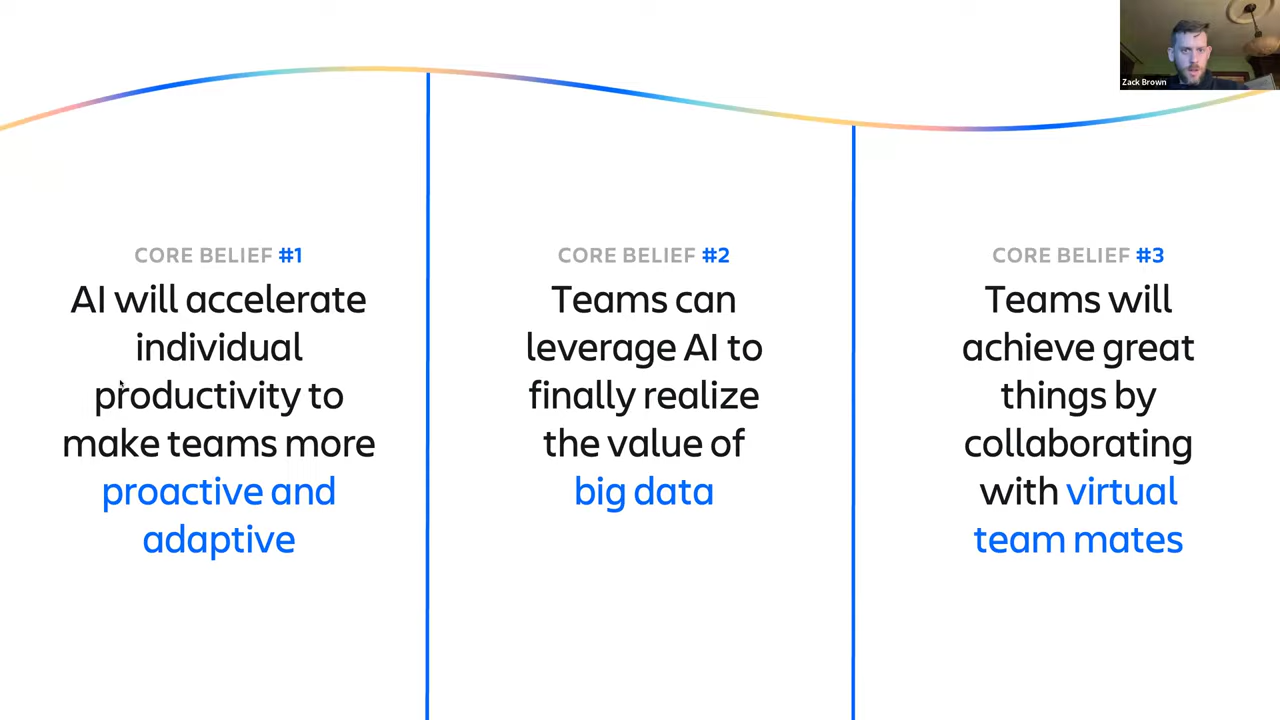 Zack Brown
CORE BELIEF #1
AI will accelerate
individual
productivity to
make teams more
proactive and
adaptive
CORE BELIEF #2
Teams can
leverage AI to
finally realize
the value of
big data
CORE BELIEF #3
Teams will
achieve great
things by
collaborating
with virtual
team mates